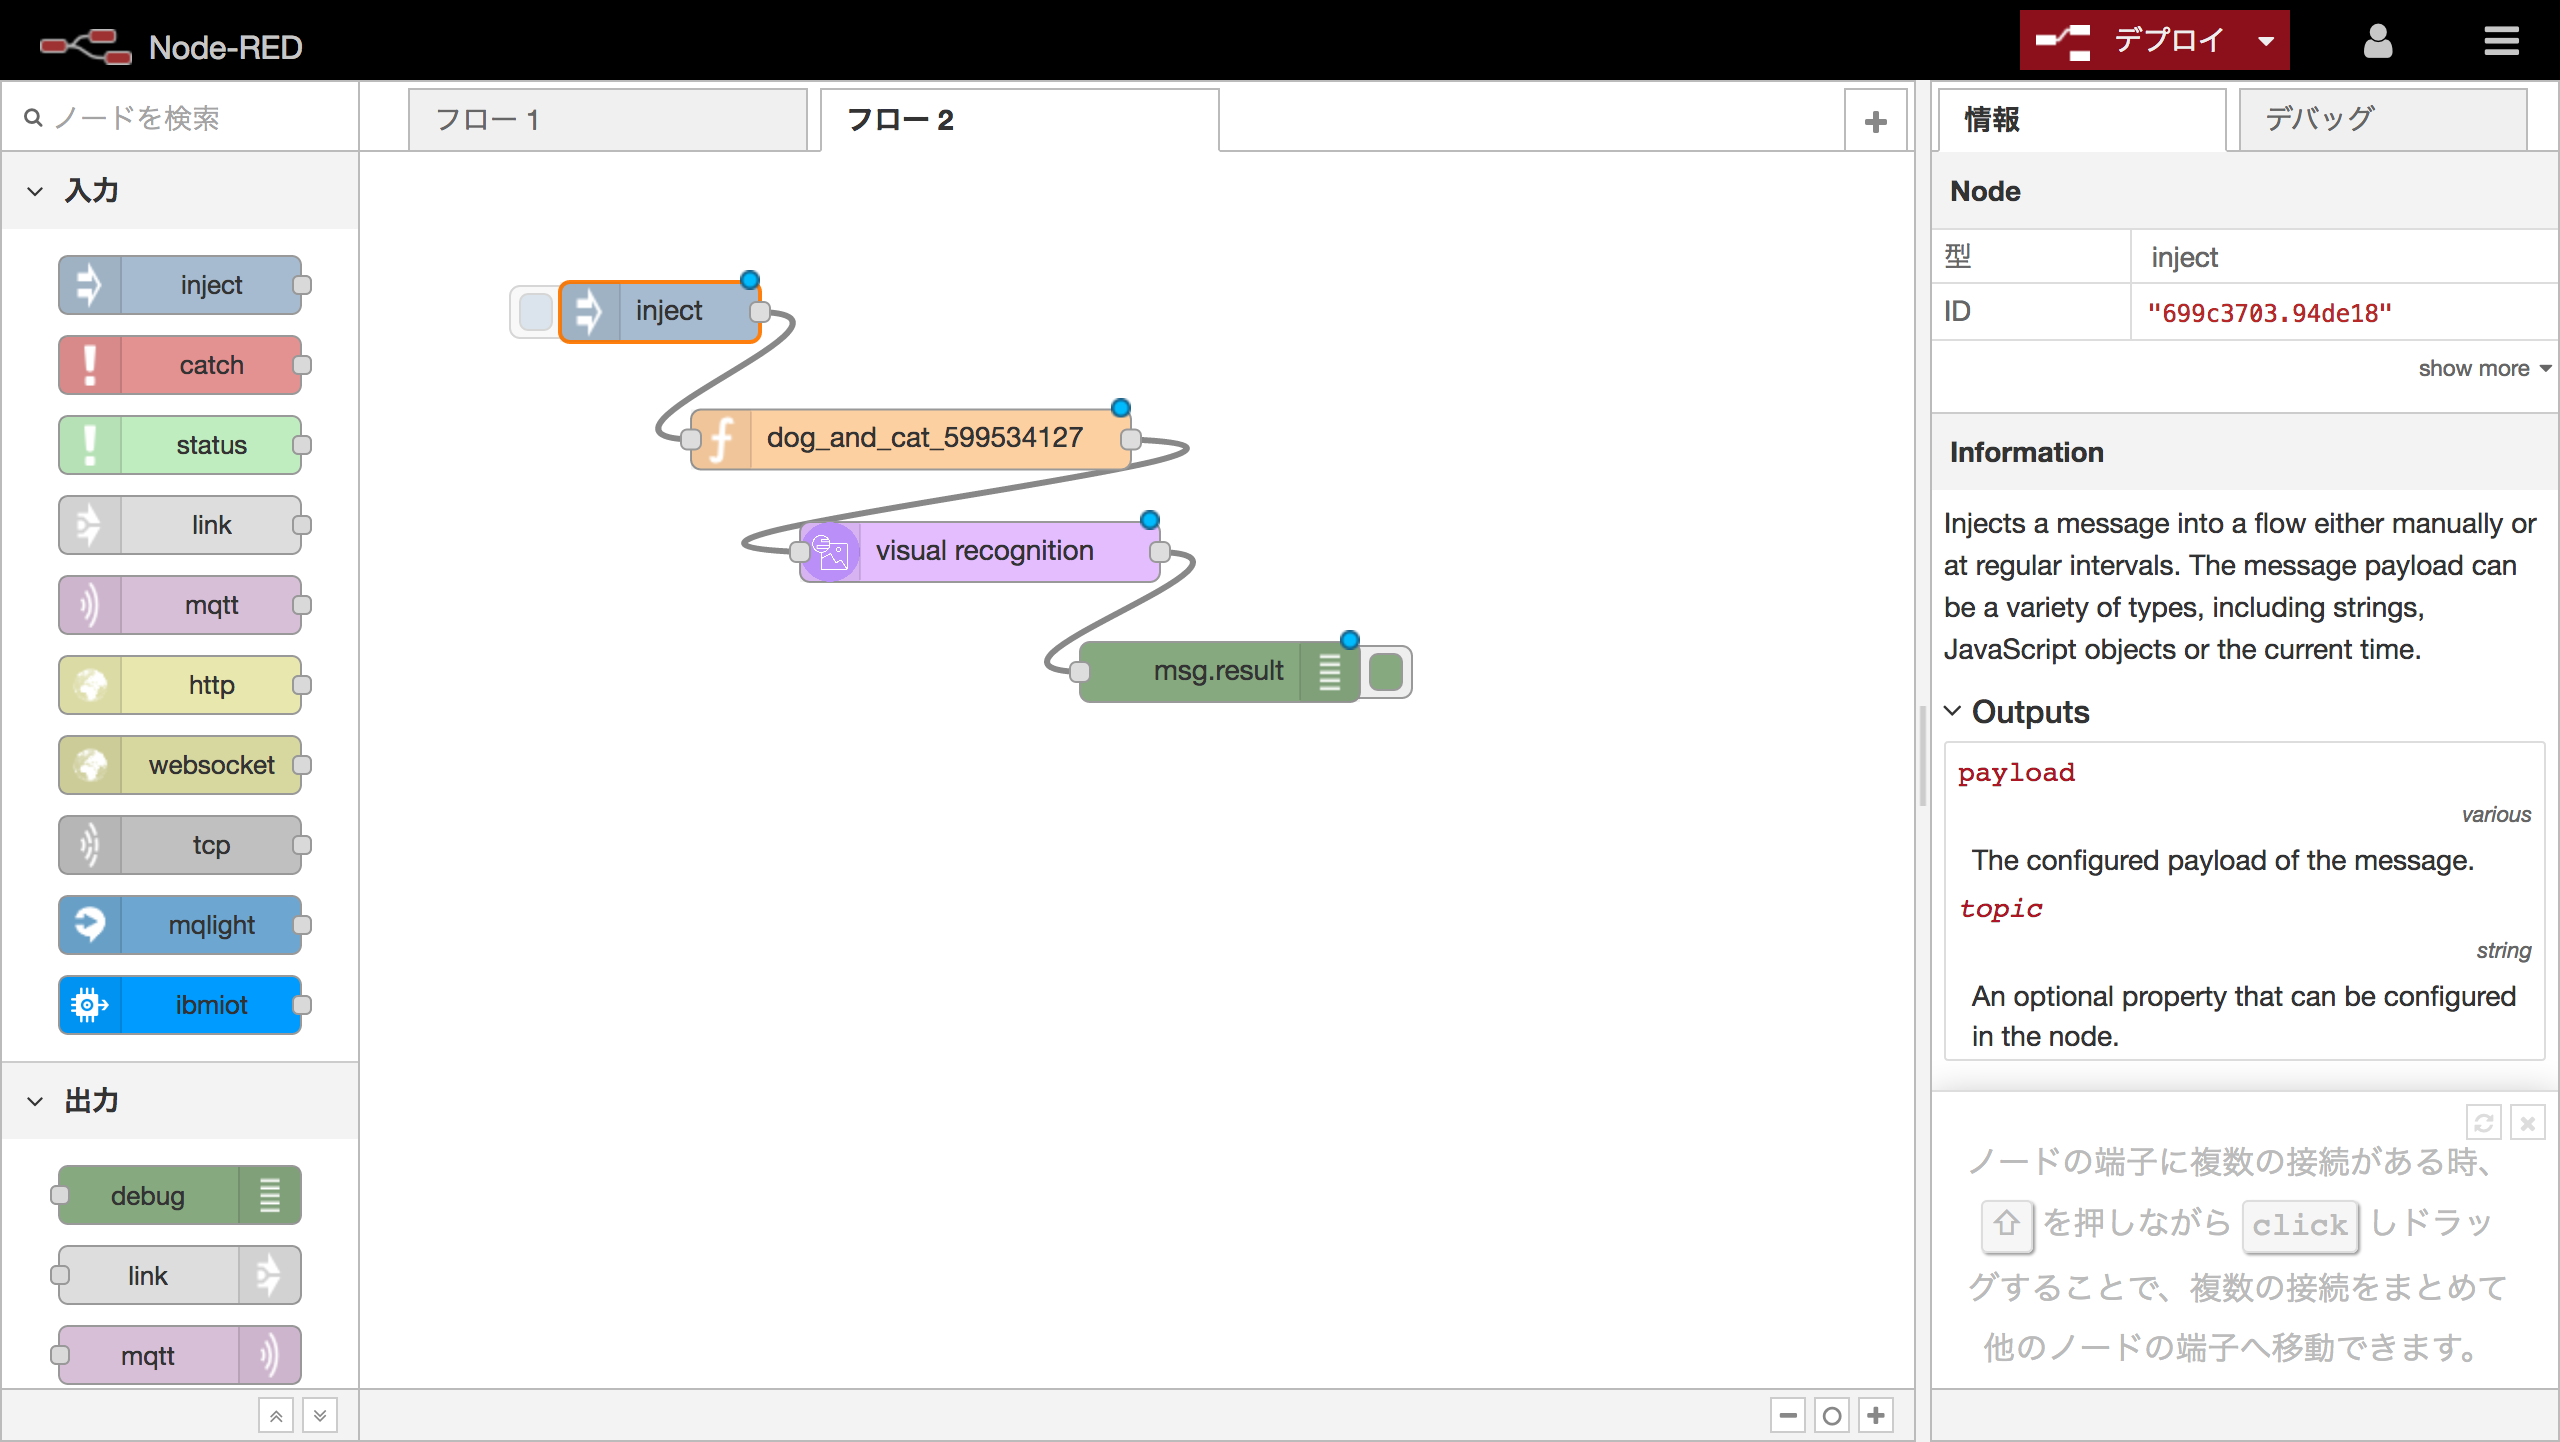 Node-RED
デプロイ
ノードを検索
フロー 1
フロー 2
情報
デバッグ
入力
inject
catch
status
link
mqtt
http
websocket
tcp
mqlight
ibmiot
出力
debug
link
mqtt
inject
dog_and_cat_599534127
visual recognition
msg.result
Node
型 inject
ID "699c3703.94de18"
show more
Information
Injects a message into a flow either manually or
at regular intervals. The message payload can
be a variety of types, including strings,
JavaScript objects or the current time.
Outputs
payload
various
The configured payload of the message.
topic
string
An optional property that can be configured
in the node.
ノードの端子に複数の接続がある時、
⇧ を押しながら click しドラッ
グすることで、複数の接続をまとめて
他のノードの端子へ移動できます。